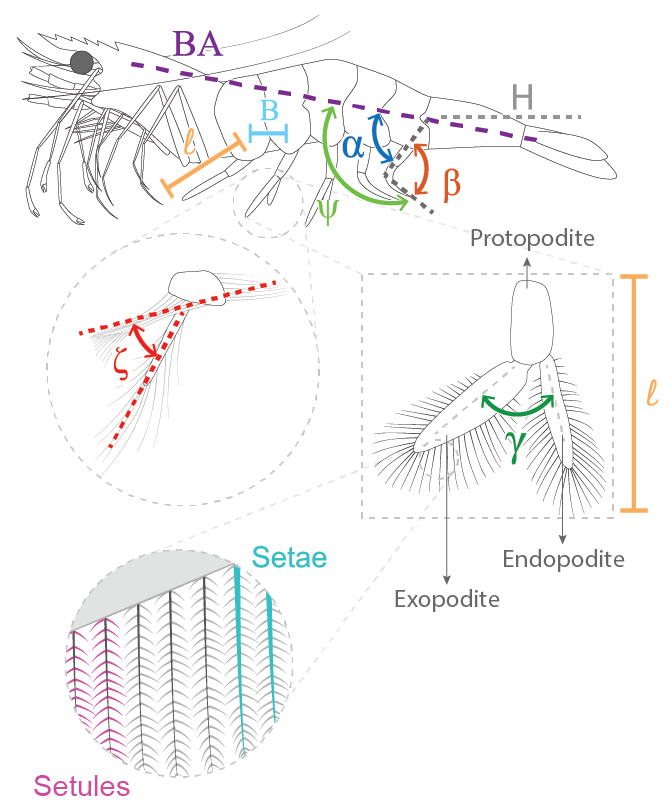 BA
H
B
ℓ
α
β
ψ
Protopodite
ζ
ℓ
γ
Endopodite
Setae
Exopodite
Setules